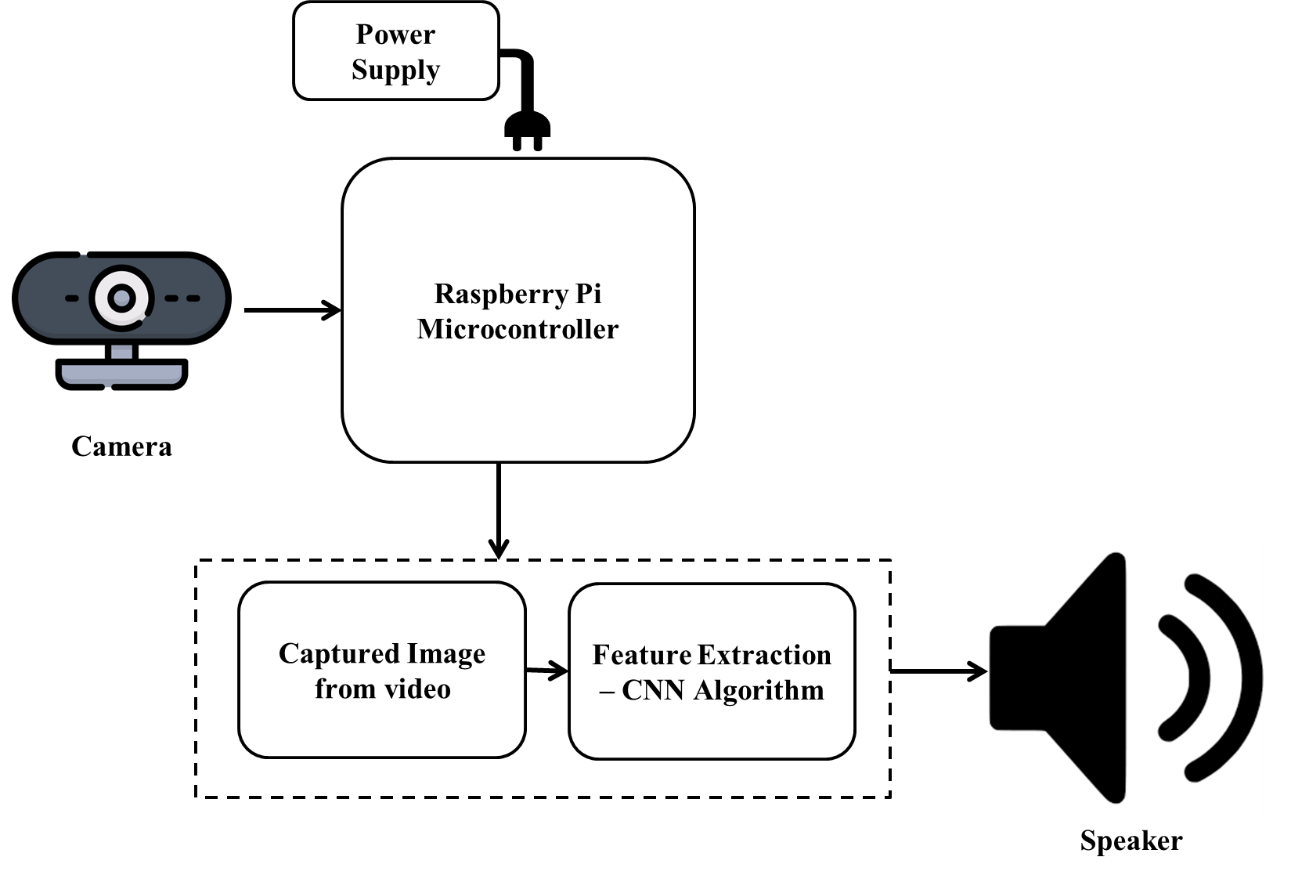 Power
Supply
Raspberry Pi
Microcontroller
Camera
Captured Image
from video
Feature Extraction
– CNN Algorithm
Speaker